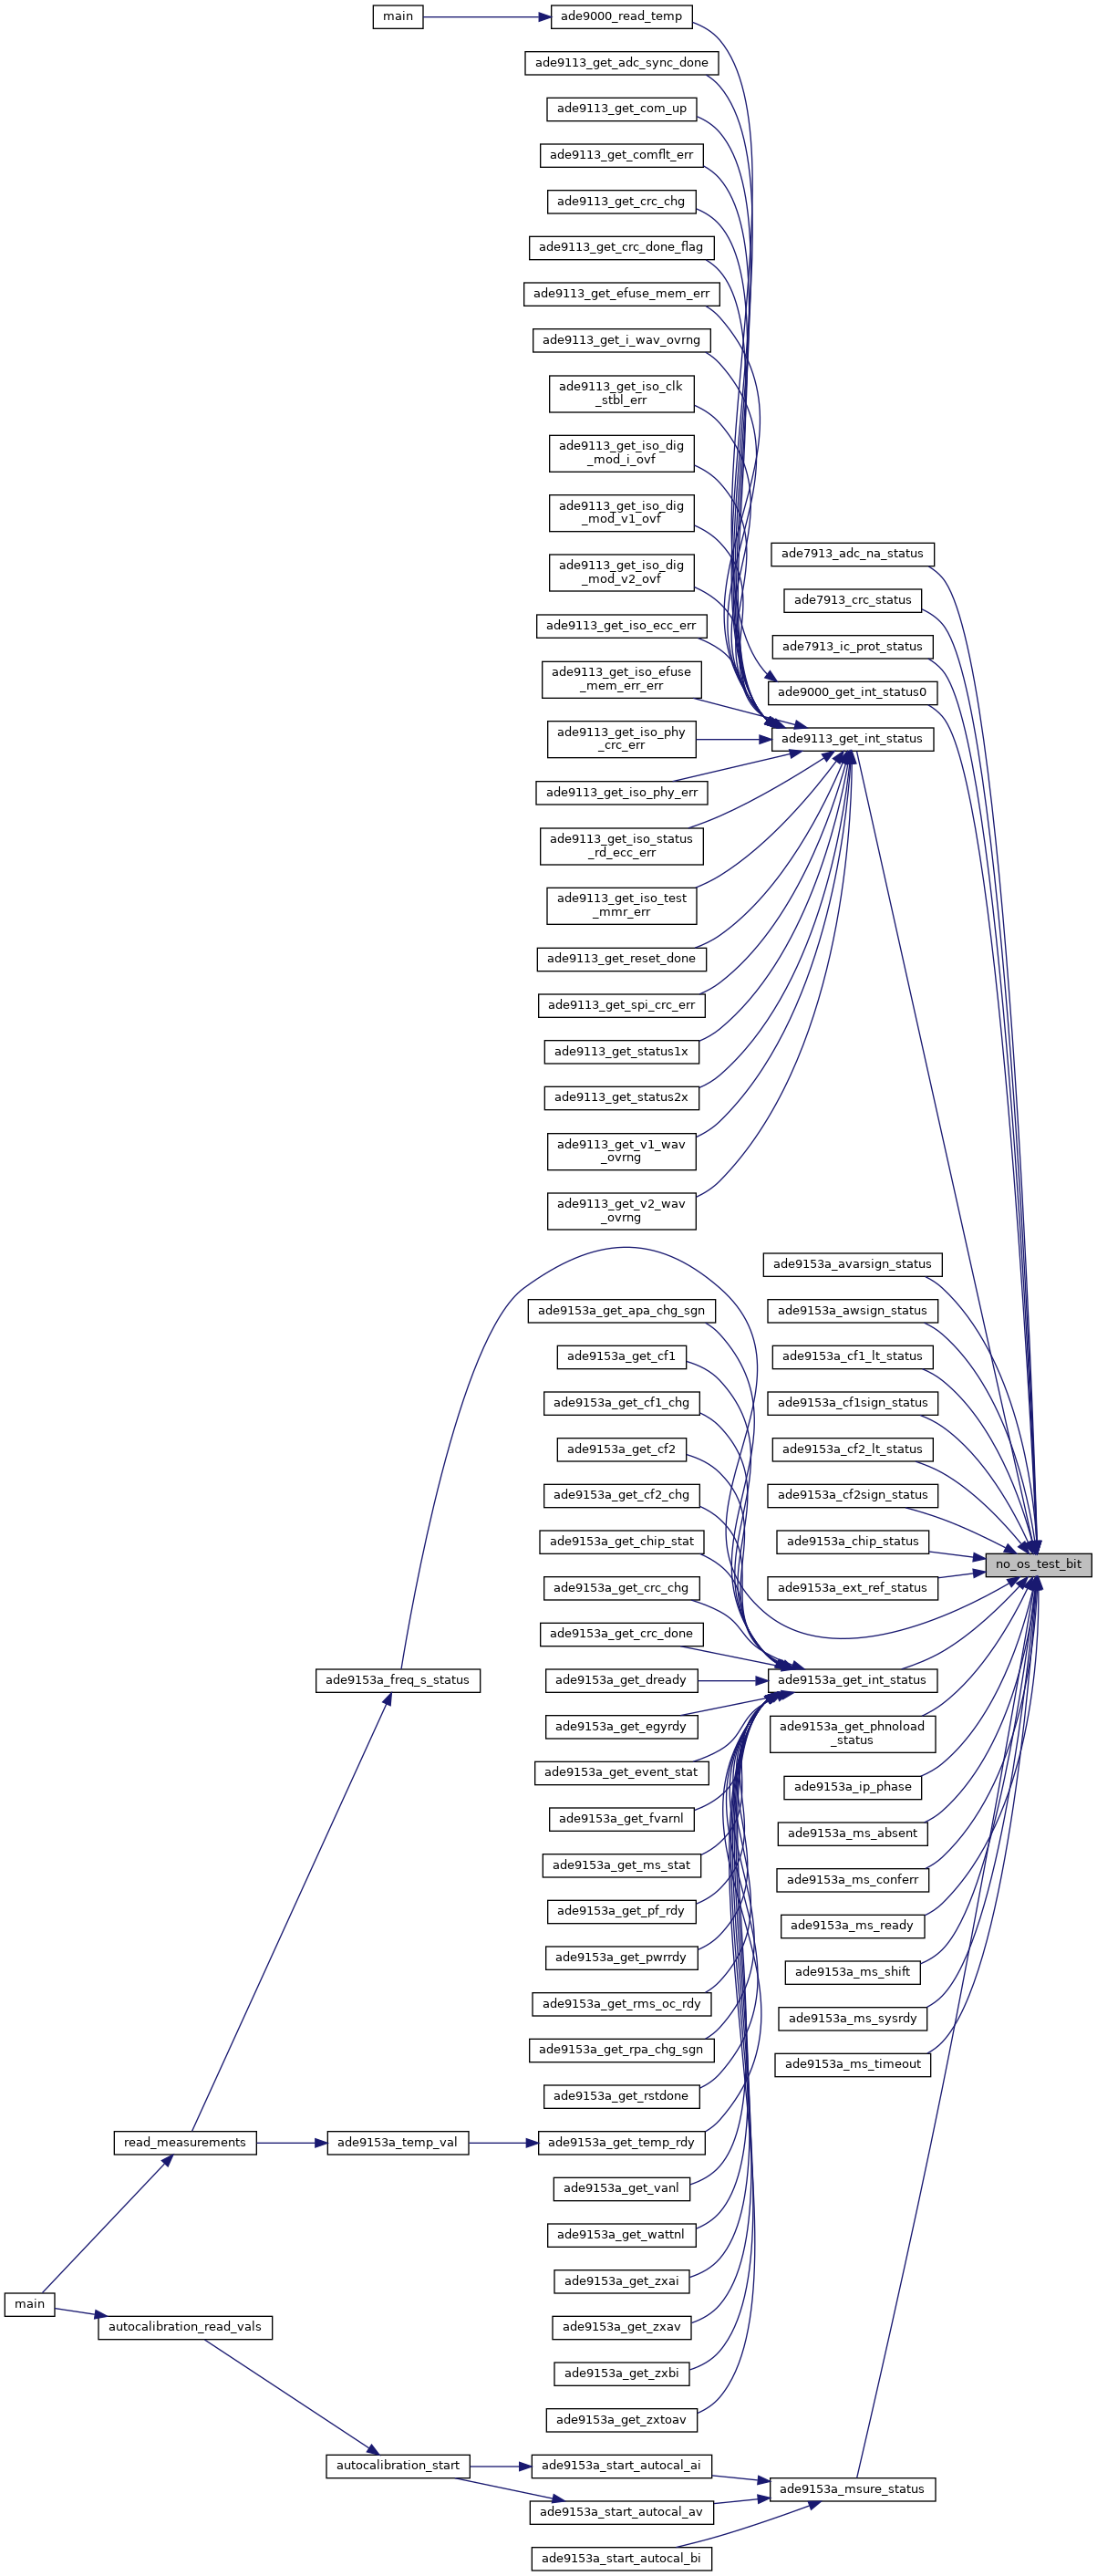 main
ade9000_read_temp
ade9113_get_adc_sync_done
ade9113_get_com_up
ade9113_get_comflt_err
ade9113_get_crc_chg
ade9113_get_crc_done_flag
ade9113_get_efuse_mem_err
ade9113_get_i_wav_ovrng
ade9113_get_iso_clk
_stbl_err
ade9113_get_iso_dig
_mod_i_ovf
ade9113_get_iso_dig
_mod_v1_ovf
ade9113_get_iso_dig
_mod_v2_ovf
ade9113_get_iso_ecc_err
ade9113_get_iso_efuse
_mem_err_err
ade9113_get_iso_phy
_crc_err
ade9113_get_iso_phy_err
ade9113_get_iso_status
_rd_ecc_err
ade9113_get_iso_test
_mmr_err
ade9113_get_reset_done
ade9113_get_spi_crc_err
ade9113_get_status1x
ade9113_get_status2x
ade9113_get_v1_wav
_ovrng
ade9113_get_v2_wav
_ovrng
ade7913_adc_na_status
ade7913_crc_status
ade7913_ic_prot_status
ade9000_get_int_status0
ade9113_get_int_status
ade9153a_avarsign_status
ade9153a_awsign_status
ade9153a_cf1_lt_status
ade9153a_cf1sign_status
ade9153a_cf2_lt_status
ade9153a_cf2sign_status
ade9153a_chip_status
ade9153a_ext_ref_status
no_os_test_bit
ade9153a_get_int_status
ade9153a_get_phnoload
_status
ade9153a_ip_phase
ade9153a_ms_absent
ade9153a_ms_conferr
ade9153a_ms_ready
ade9153a_ms_shift
ade9153a_ms_sysrdy
ade9153a_ms_timeout
ade9153a_get_apa_chg_sgn
ade9153a_get_cf1
ade9153a_get_cf1_chg
ade9153a_get_cf2
ade9153a_get_cf2_chg
ade9153a_get_chip_stat
ade9153a_get_crc_chg
ade9153a_get_crc_done
ade9153a_get_dready
ade9153a_get_egyrdy
ade9153a_get_event_stat
ade9153a_get_fvarnl
ade9153a_get_ms_stat
ade9153a_get_pf_rdy
ade9153a_get_pwrrdy
ade9153a_get_rms_oc_rdy
ade9153a_get_rpa_chg_sgn
ade9153a_get_rstdone
ade9153a_get_temp_rdy
ade9153a_get_vanl
ade9153a_get_wattnl
ade9153a_get_zxai
ade9153a_get_zxav
ade9153a_get_zxbi
ade9153a_get_zxtoav
ade9153a_freq_s_status
read_measurements
ade9153a_temp_val
main
autocalibration_read_vals
autocalibration_start
ade9153a_start_autocal_ai
ade9153a_start_autocal_av
ade9153a_start_autocal_bi
ade9153a_msure_status